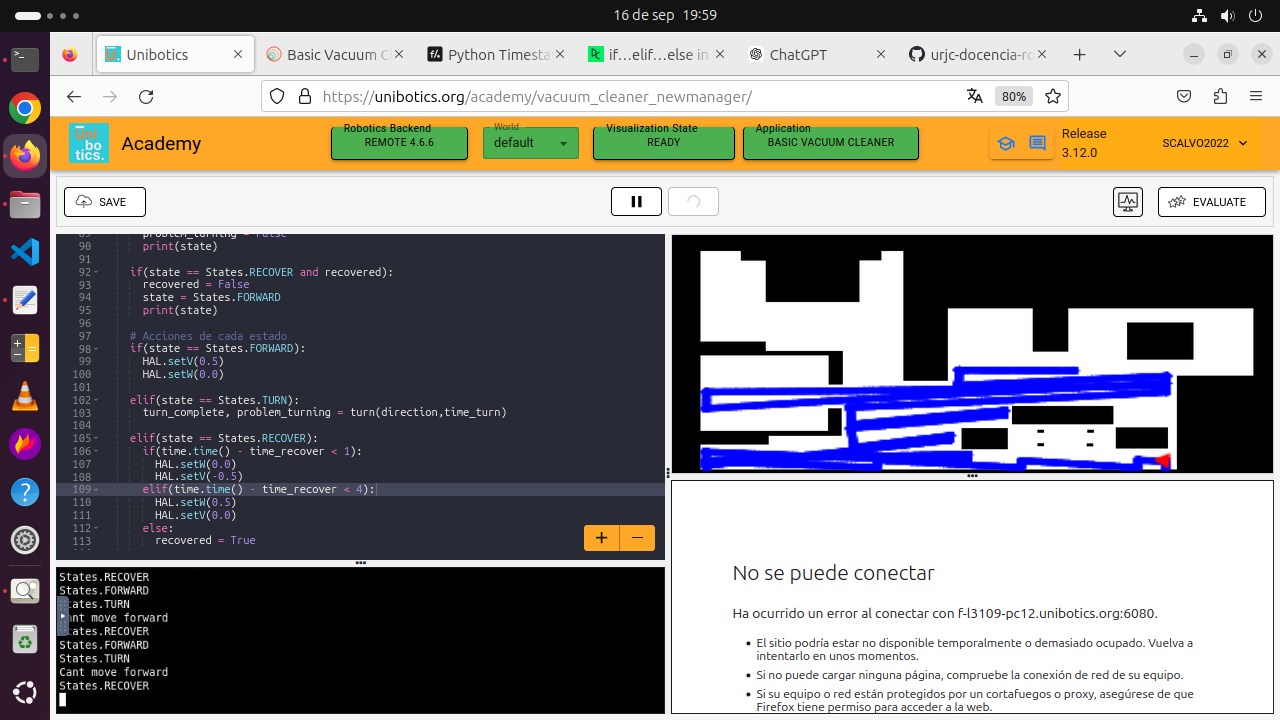 16 de sep 19:59
Unibotics
Basic Vacuum Cl
Python Timesta
if…elif…else in
ChatGPT
urjc-docencia-ro
https://unibotics.org/academy/vacuum_cleaner_newmanager/
80%
Uni
bo
tics.
Academy
Robotics Backend
REMOTE 4.6.6
World
default
Visualization State
READY
Application
BASIC VACUUM CLEANER
Release
3.12.0
SCALVO2022
SAVE
EVALUATE
89 problem_turning = False
90 print(state)
91
92 if(state == States.RECOVER and recovered):
93 recovered = False
94 state = States.FORWARD
95 print(state)
96
97 # Acciones de cada estado
98 if(state == States.FORWARD):
99 HAL.setV(0.5)
100 HAL.setW(0.0)
101
102 elif(state == States.TURN):
103 turn_complete, problem_turning = turn(direction,time_turn)
104
105 elif(state == States.RECOVER):
106 if(time.time() - time_recover < 1):
107 HAL.setW(0.0)
108 HAL.setV(-0.5)
109 elif(time.time() - time_recover < 4):
110 HAL.setW(0.5)
111 HAL.setV(0.0)
112 else:
113 recovered = True
States.RECOVER
States.FORWARD
States.TURN
Cant move forward
States.RECOVER
States.FORWARD
States.TURN
Cant move forward
States.RECOVER
No se puede conectar
Ha ocurrido un error al conectar con f-l3109-pc12.unibotics.org:6080.
• El sitio podría estar no disponible temporalmente o demasiado ocupado. Vuelva a
intentarlo en unos momentos.
• Si no puede cargar ninguna página, compruebe la conexión de red de su equipo.
• Si su equipo o red están protegidos por un cortafuegos o proxy, asegúrese de que
Firefox tiene permiso para acceder a la web.